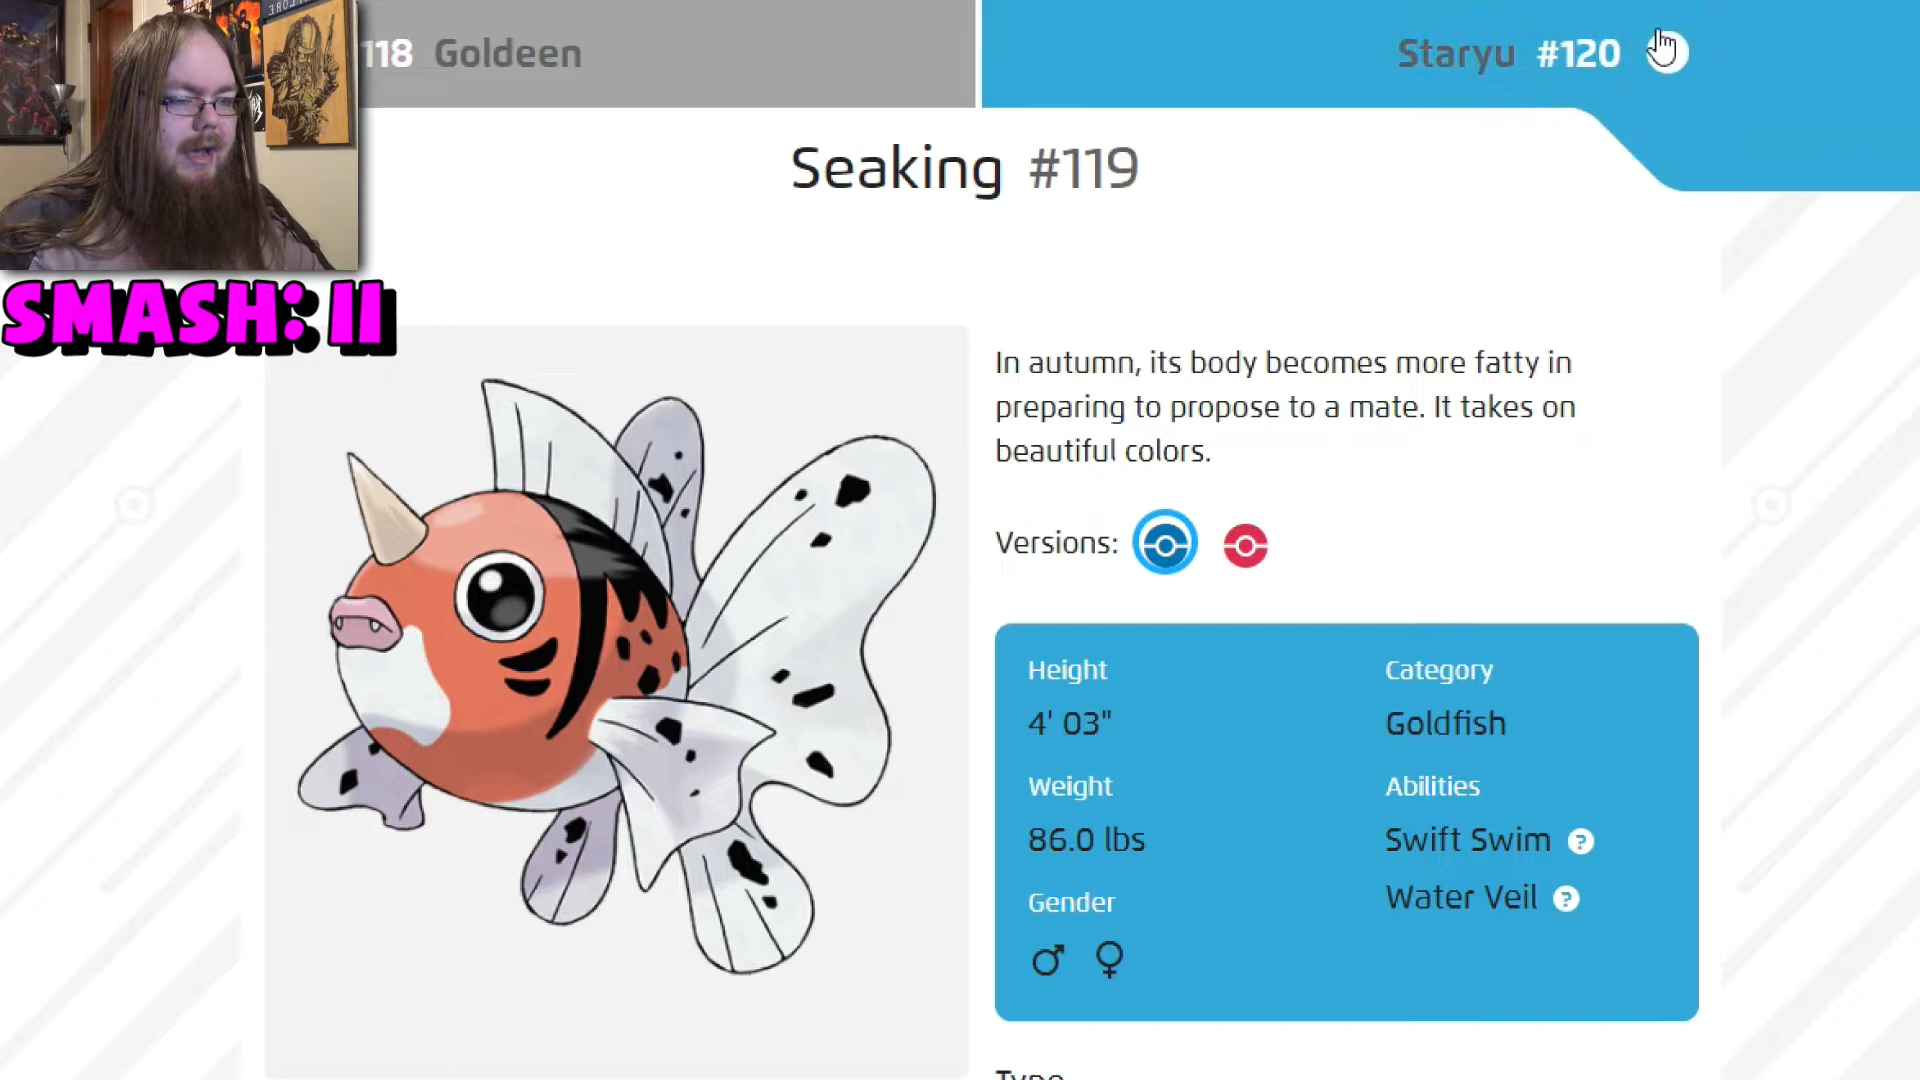 118 Goldeen
Staryu #120
Seaking #119
SMASH: 11
In autumn, its body becomes more fatty in
preparing to propose to a mate. It takes on
beautiful colors.
Versions:
Height
4' 03"
Weight
86.0 lbs
Gender
Category
Goldfish
Abilities
Swift Swim ?
Water Veil ?
Type